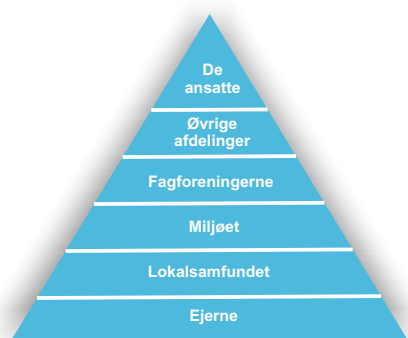 De
ansatte
Øvrige
afdelinger
Fagforeningerne
Miljøet
Lokalsamfundet
Ejerne